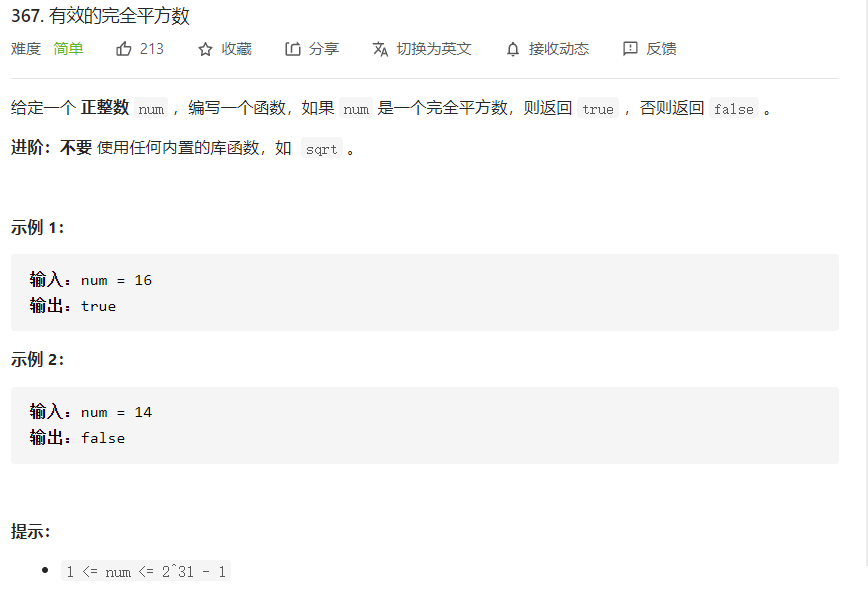 367. 有效的完全平方数
难度 简单 213 收藏 分享 切换为英文 接收动态 反馈
给定一个 正整数 num ，编写一个函数，如果 num 是一个完全平方数，则返回 true ，否则返回 false 。
进阶：不要 使用任何内置的库函数，如 sqrt 。
示例 1：
输入：num = 16
输出：true
示例 2：
输入：num = 14
输出：false
提示：
1 <= num <= 2^31 - 1